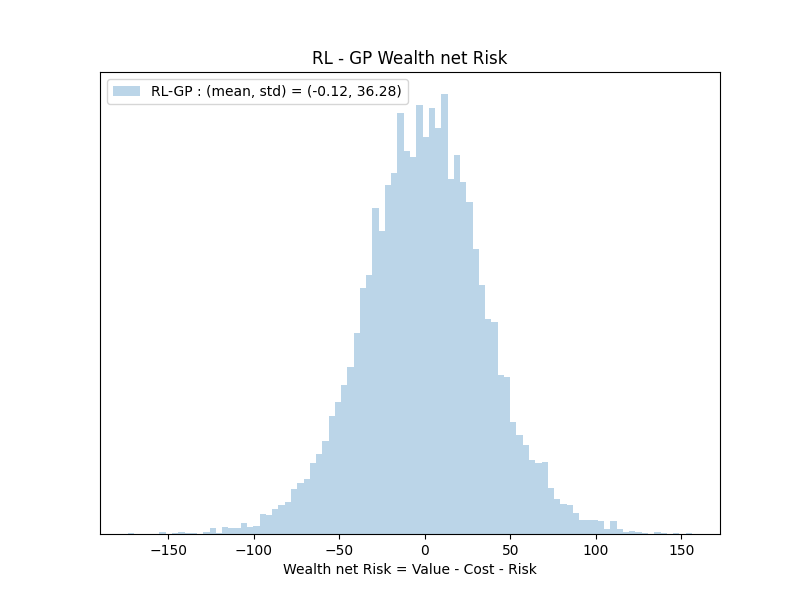 RL - GP Wealth net Risk
RL-GP : (mean, std) = (-0.12, 36.28)
−150 −100 −50 0 50 100 150
Wealth net Risk = Value - Cost - Risk